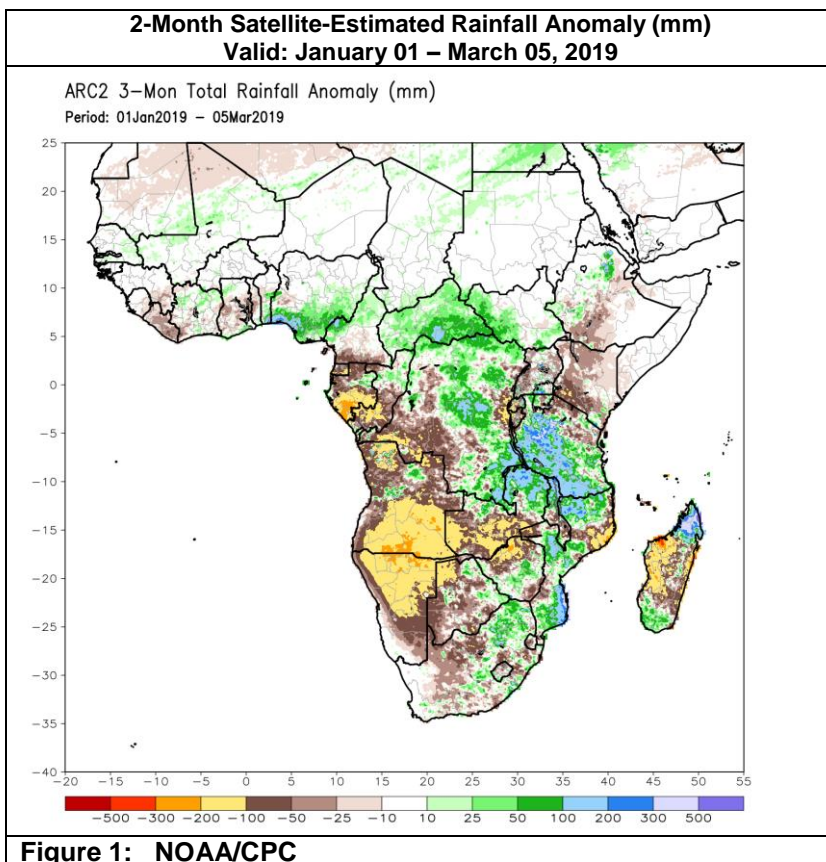 2-Month Satellite-Estimated Rainfall Anomaly (mm)
Valid: January 01 – March 05, 2019
ARC2 3-Mon Total Rainfall Anomaly (mm)
Period: 01Jan2019 – 05Mar2019
25
20
15
10
5
0
-5
-10
-15
-20
-25
-30
-35
-40
-20 -15 -10 -5 0 5 10 15 20 25 30 35 40 45 50 55
-500 -300 -200 -100 -50 -25 -10 10 25 50 100 200 300 500
Figure 1: NOAA/CPC